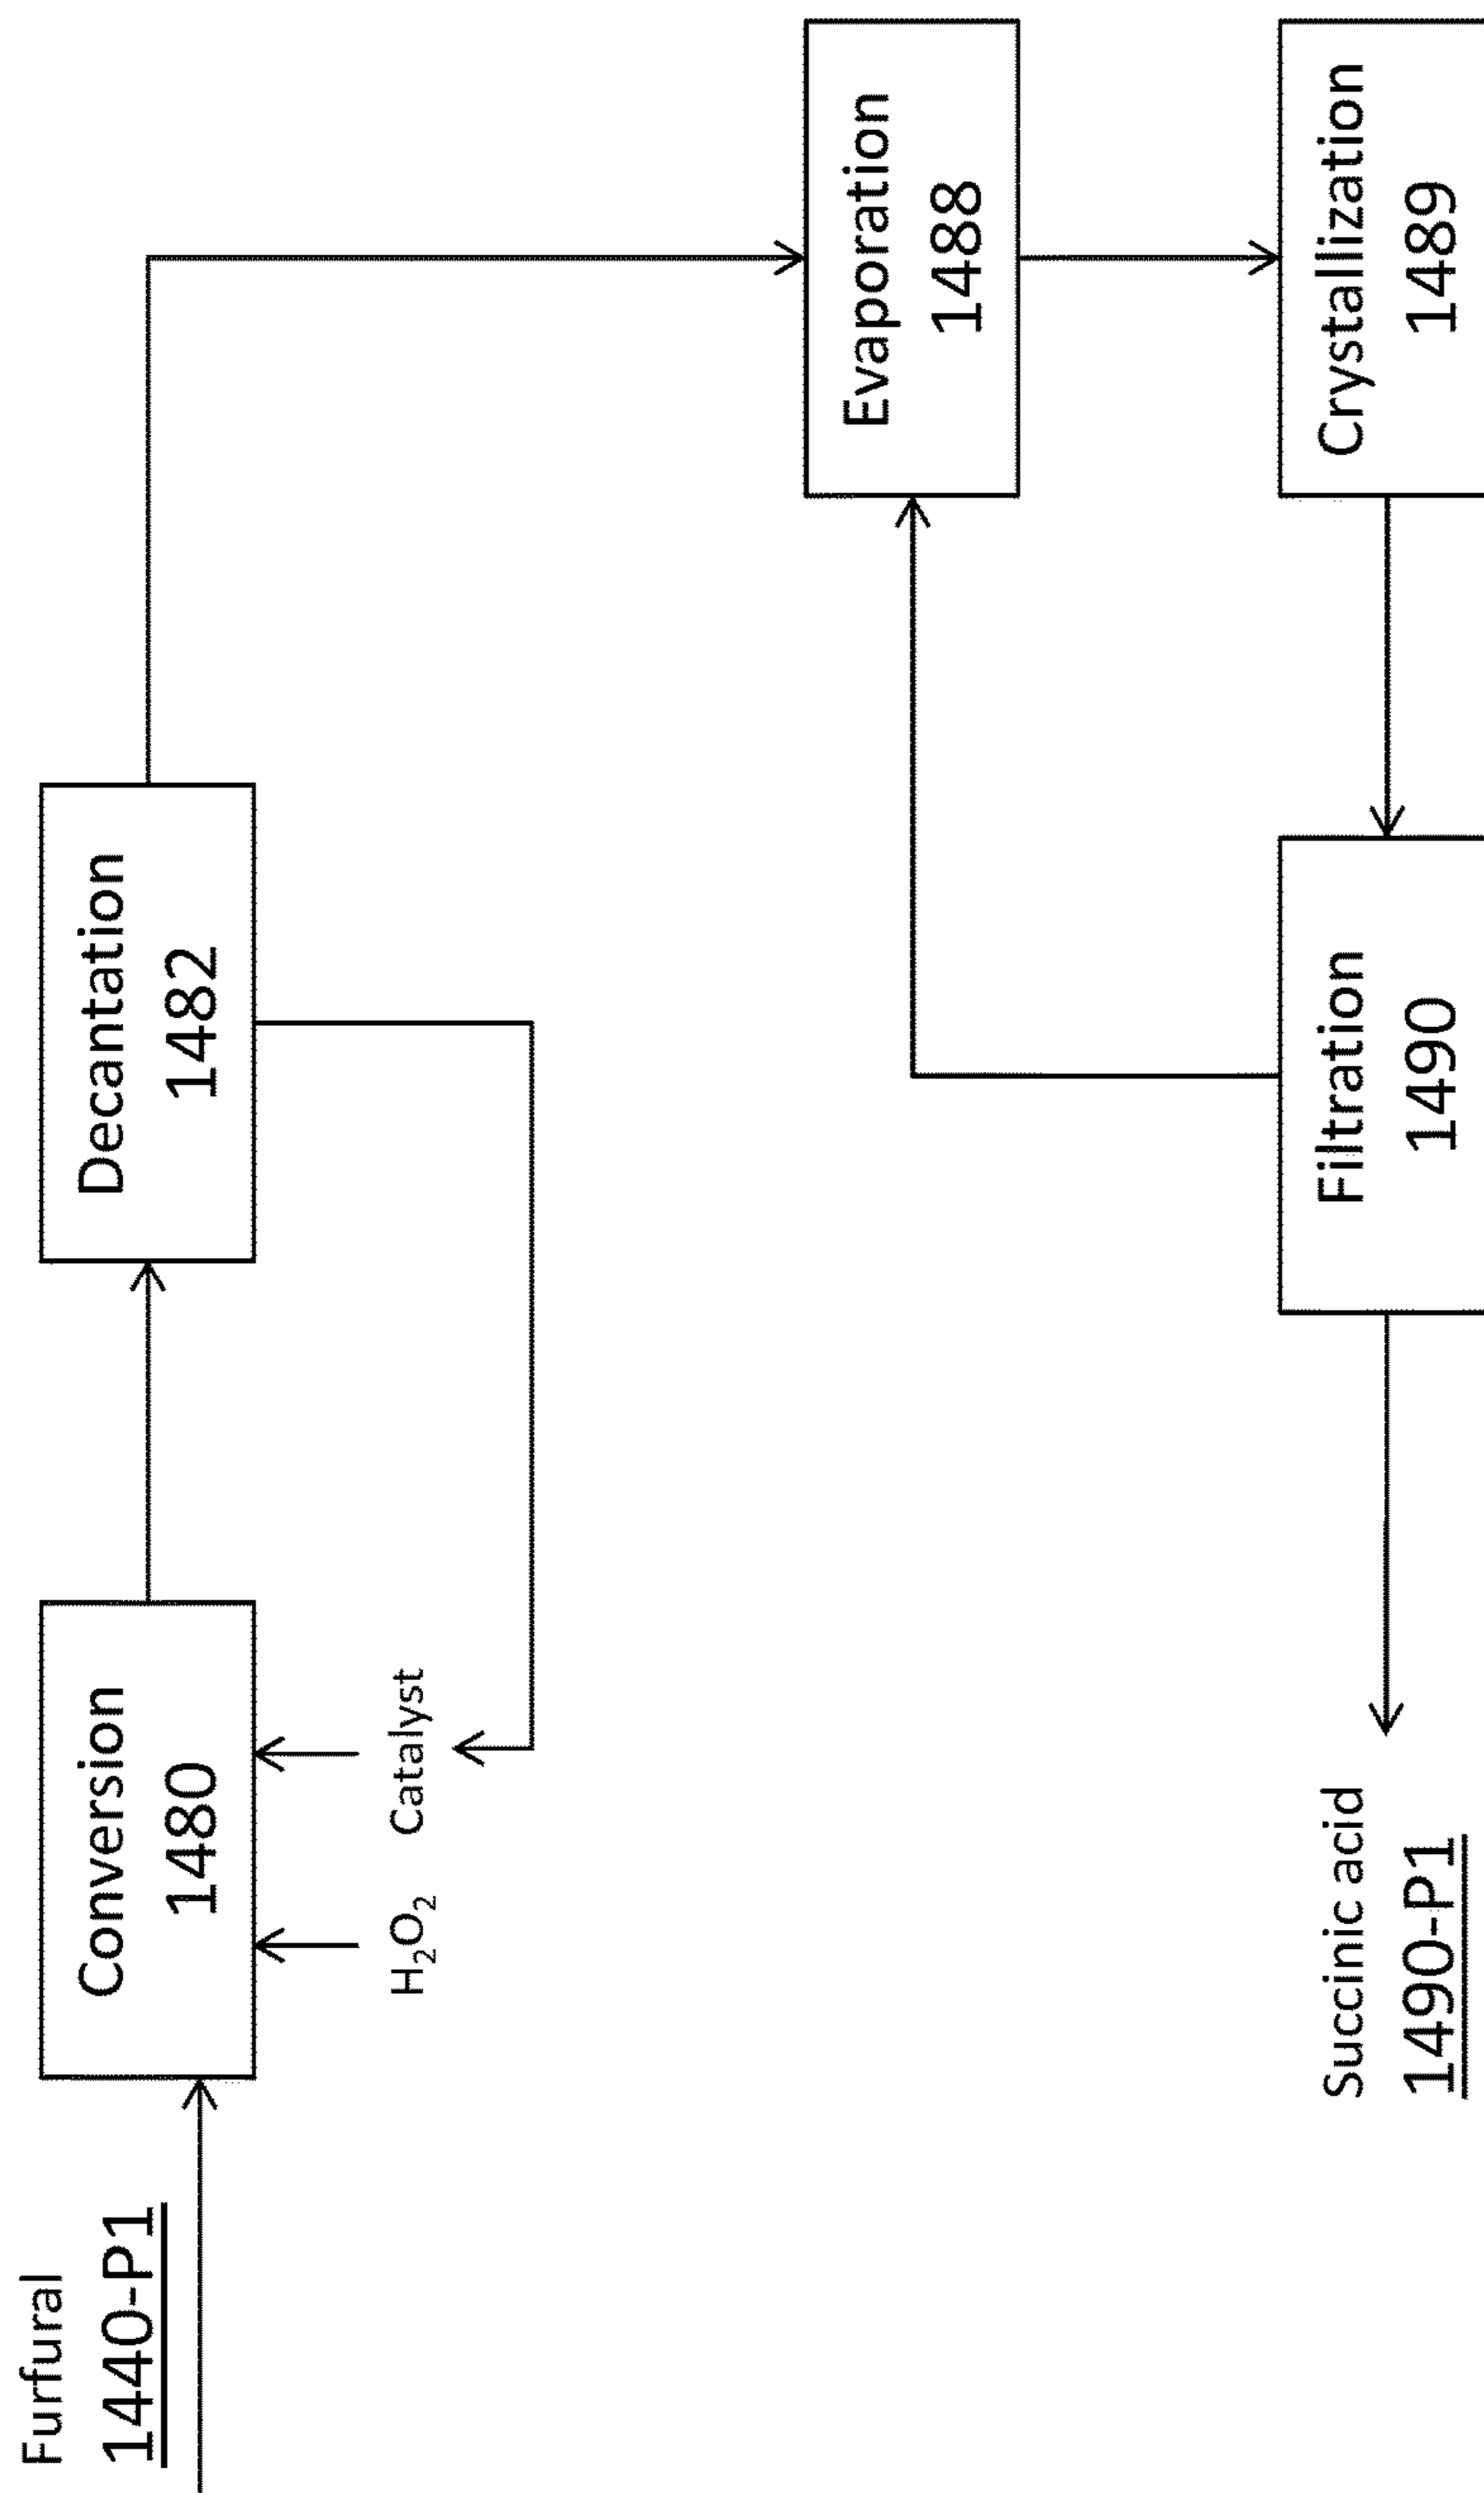 Furfural
1440-P1
Conversion
1480
H₂O₂
Catalyst
Decantation
1482
Evaporation
1488
Crystallization
1489
Filtration
1490
Succinic acid
1490-P1